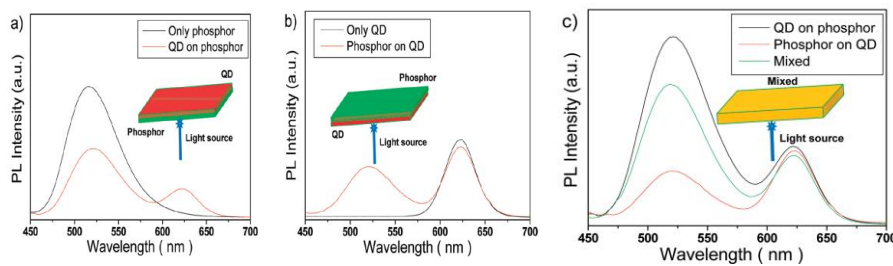 a)
Only phosphor
QD on phosphor
QD
Phosphor
Light source
PL Intensity (a.u.)
450 500 550 600 650 700
Wavelength ( nm )
b)
Only QD
Phosphor on QD
Phosphor
QD
Light source
PL Intensity (a.u.)
450 500 550 600 650 700
Wavelength ( nm )
c)
QD on phosphor
Phosphor on QD
Mixed
Mixed
Light source
PL Intensity (a.u.)
450 500 550 600 650 700
Wavelength ( nm )